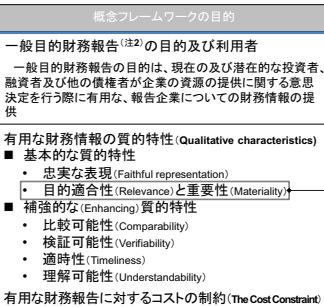 概念フレームワークの目的
一般目的財務報告(注2)の目的及び利用者
一般目的財務報告の目的は、現在の及び潜在的な投資者、
融資者及び他の債権者が企業の資源の提供に関する意思
決定を行う際に有用な、報告企業についての財務情報の提
供
有用な財務情報の質的特性(Qualitative characteristics)
■ 基本的な質的特性
• 忠実な表現(Faithful representation)
• 目的適合性(Relevance)と重要性(Materiality)
■ 補強的な(Enhancing)質的特性
• 比較可能性(Comparability)
• 検証可能性(Verifiability)
• 適時性(Timeliness)
• 理解可能性(Understandability)
有用な財務報告に対するコストの制約(The Cost Constraint)